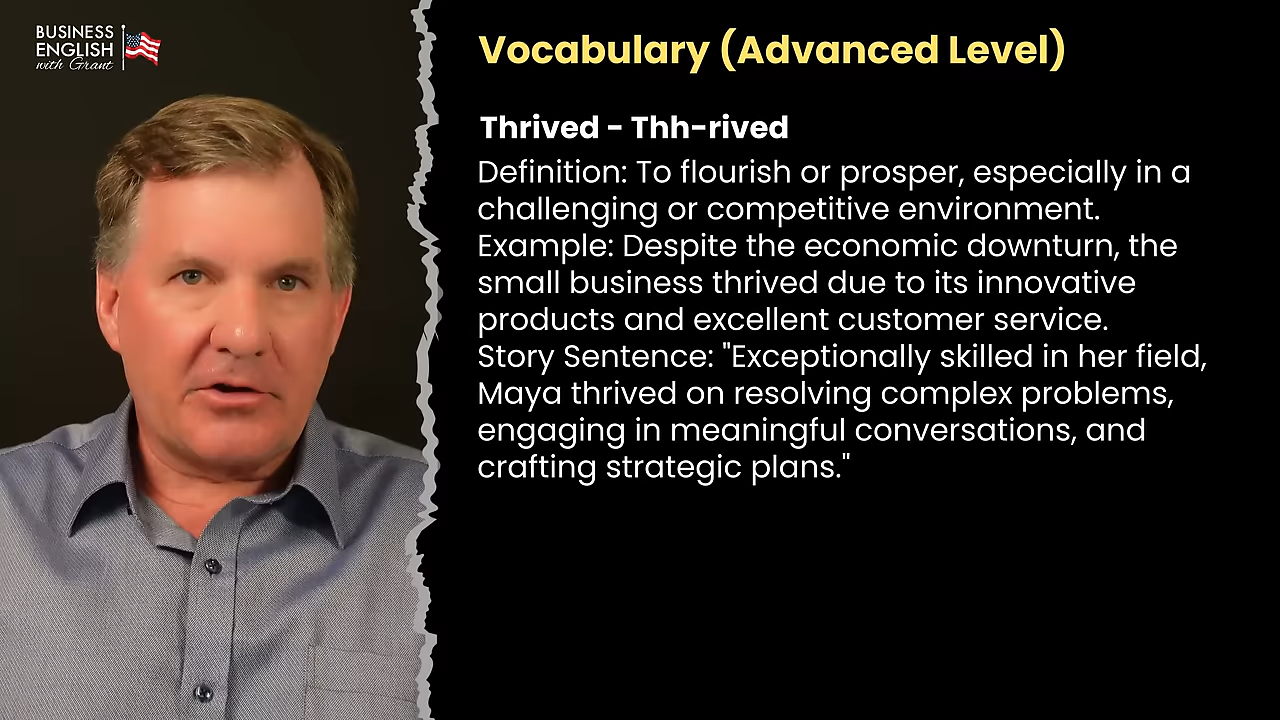 BUSINESS
ENGLISH
with Grant
Vocabulary (Advanced Level)
Thrived - Thh-rived
Definition: To flourish or prosper, especially in a
challenging or competitive environment.
Example: Despite the economic downturn, the
small business thrived due to its innovative
products and excellent customer service.
Story Sentence: "Exceptionally skilled in her field,
Maya thrived on resolving complex problems,
engaging in meaningful conversations, and
crafting strategic plans."